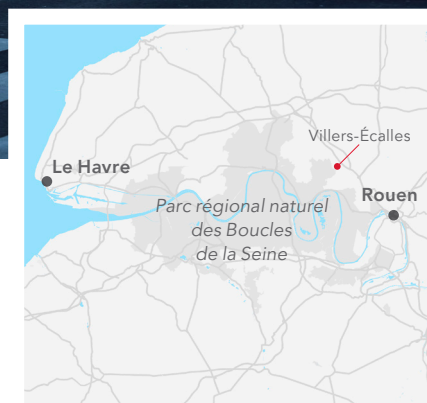 Villers-Écalles
Le Havre
Rouen
Parc régional naturel
des Boucles
de la Seine